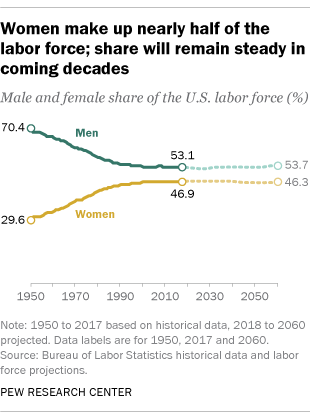 Women make up nearly half of the
labor force; share will remain steady in
coming decades
Male and female share of the U.S. labor force (%)
70.4
Men
53.1
53.7
46.3
46.9
Women
29.6
1950 1970 1990 2010 2030 2050
Note: 1950 to 2017 based on historical data, 2018 to 2060
projected. Data labels are for 1950, 2017 and 2060.
Source: Bureau of Labor Statistics historical data and labor
force projections.
PEW RESEARCH CENTER